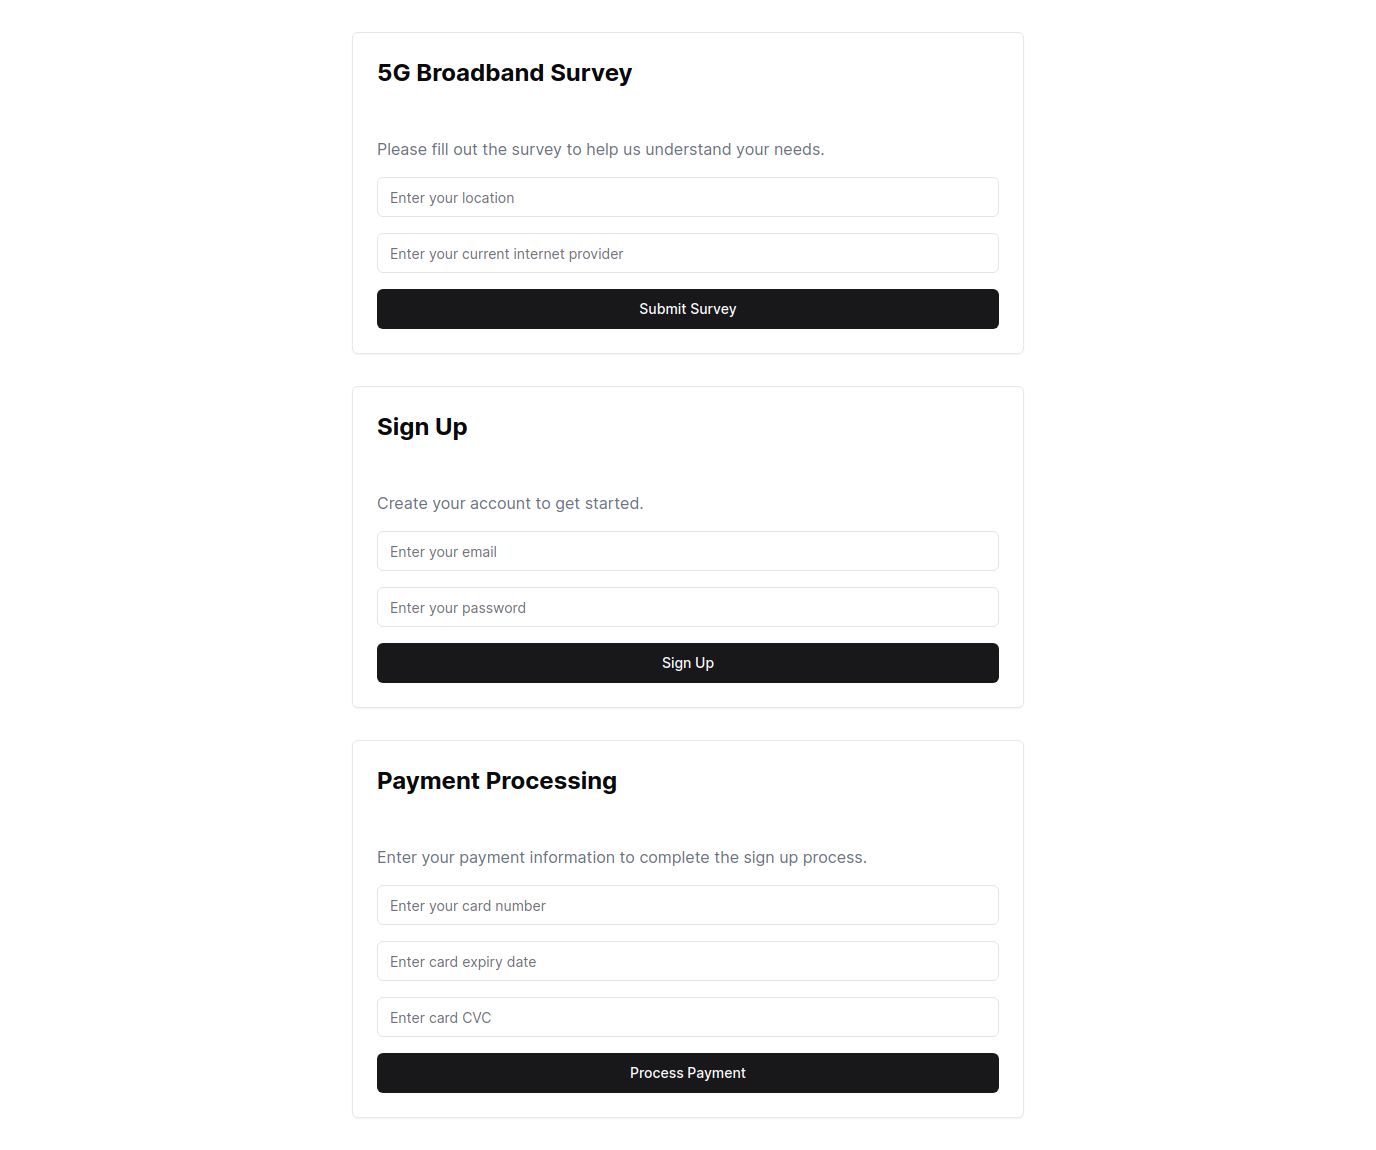 5G Broadband Survey
Please fill out the survey to help us understand your needs.
Enter your location
Enter your current internet provider
Submit Survey
Sign Up
Create your account to get started.
Enter your email
Enter your password
Sign Up
Payment Processing
Enter your payment information to complete the sign up process.
Enter your card number
Enter card expiry date
Enter card CVC
Process Payment